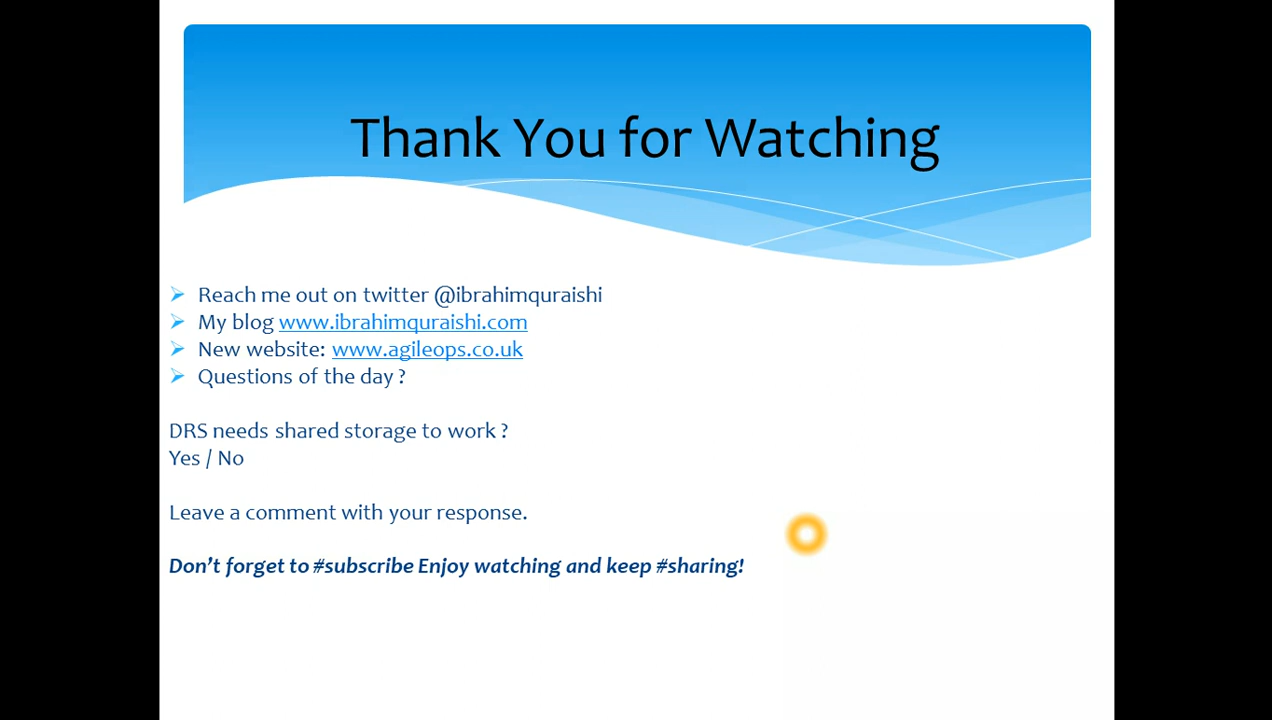 Thank You for Watching
Reach me out on twitter @ibrahimquraishi
My blog www.ibrahimquraishi.com
New website: www.agileops.co.uk
Questions of the day ?
DRS needs shared storage to work ?
Yes / No
Leave a comment with your response.
Don't forget to #subscribe Enjoy watching and keep #sharing!